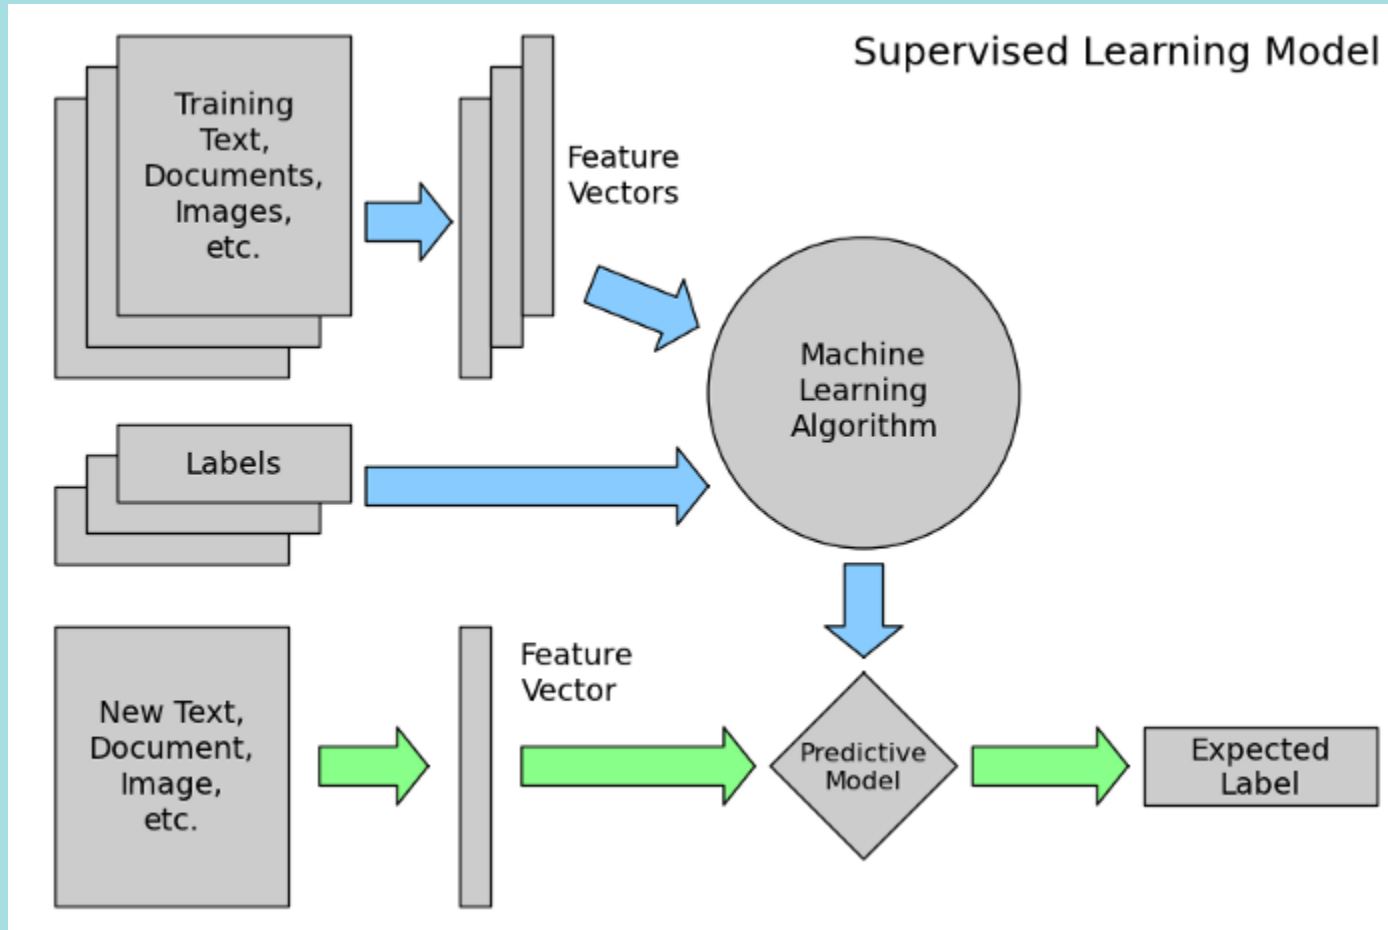 Supervised Learning Model
Training
Text,
Documents,
Images,
etc.
Feature
Vectors
Machine
Learning
Algorithm
Labels
New Text,
Document,
Image,
etc.
Feature
Vector
Predictive
Model
Expected
Label